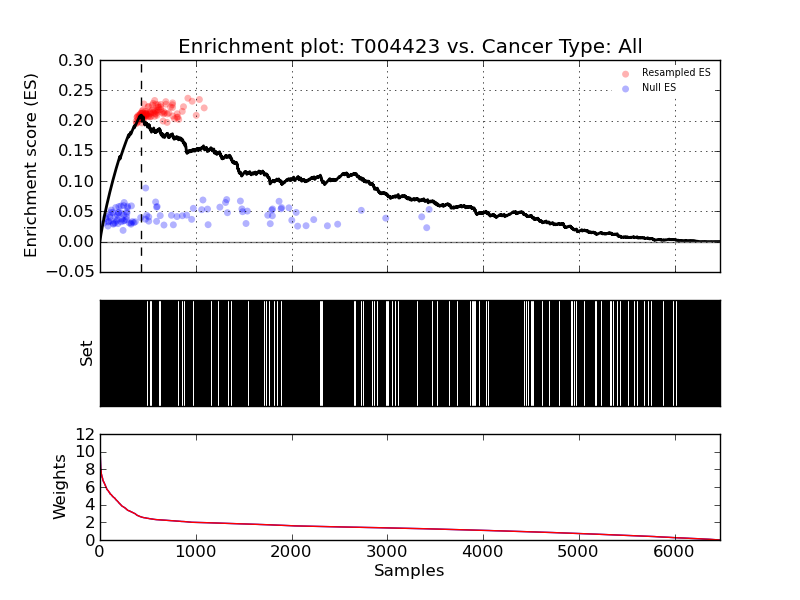 Enrichment plot: T004423 vs. Cancer Type: All
Enrichment score (ES)
0.30
0.25
0.20
0.15
0.10
0.05
0.00
−0.05
Resampled ES
Null ES
Set
Weights
12
10
8
6
4
2
0
0 1000 2000 3000 4000 5000 6000
Samples